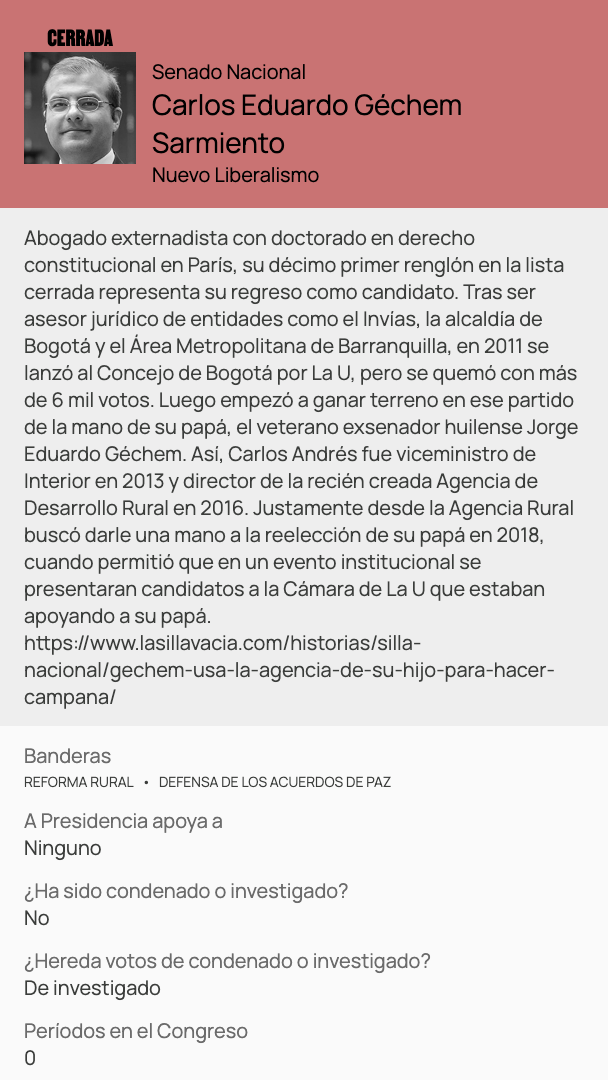 CERRADA
Senado Nacional
Carlos Eduardo Géchem
Sarmiento
Nuevo Liberalismo
Abogado externadista con doctorado en derecho
constitucional en París, su décimo primer renglón en la lista
cerrada representa su regreso como candidato. Tras ser
asesor jurídico de entidades como el Invías, la alcaldía de
Bogotá y el Área Metropolitana de Barranquilla, en 2011 se
lanzó al Concejo de Bogotá por La U, pero se quemó con más
de 6 mil votos. Luego empezó a ganar terreno en ese partido
de la mano de su papá, el veterano exsenador huilense Jorge
Eduardo Géchem. Así, Carlos Andrés fue viceministro de
Interior en 2013 y director de la recién creada Agencia de
Desarrollo Rural en 2016. Justamente desde la Agencia Rural
buscó darle una mano a la reelección de su papá en 2018,
cuando permitió que en un evento institucional se
presentaran candidatos a la Cámara de La U que estaban
apoyando a su papá.
https://www.lasillavacia.com/historias/silla-
nacional/gechem-usa-la-agencia-de-su-hijo-para-hacer-
campana/
Banderas
REFORMA RURAL • DEFENSA DE LOS ACUERDOS DE PAZ
A Presidencia apoya a
Ninguno
¿Ha sido condenado o investigado?
No
¿Hereda votos de condenado o investigado?
De investigado
Períodos en el Congreso
0